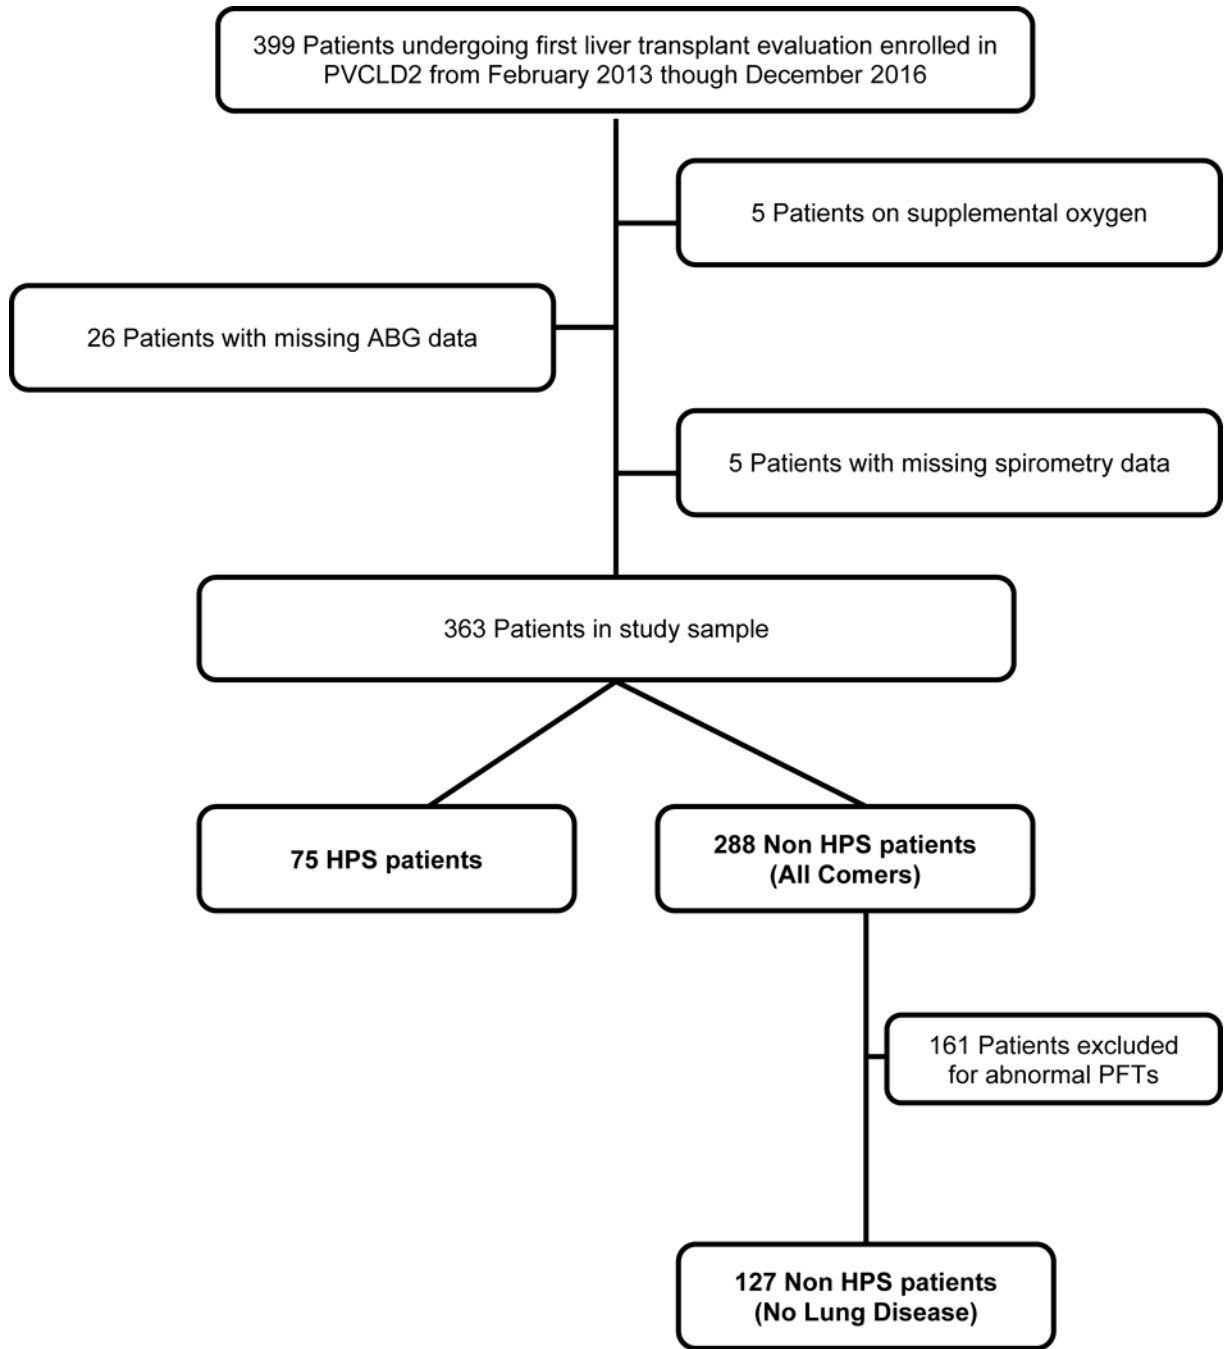 399 Patients undergoing first liver transplant evaluation enrolled in
PVCLD2 from February 2013 though December 2016
5 Patients on supplemental oxygen
26 Patients with missing ABG data
5 Patients with missing spirometry data
363 Patients in study sample
75 HPS patients
288 Non HPS patients
(All Comers)
161 Patients excluded
for abnormal PFTs
127 Non HPS patients
(No Lung Disease)